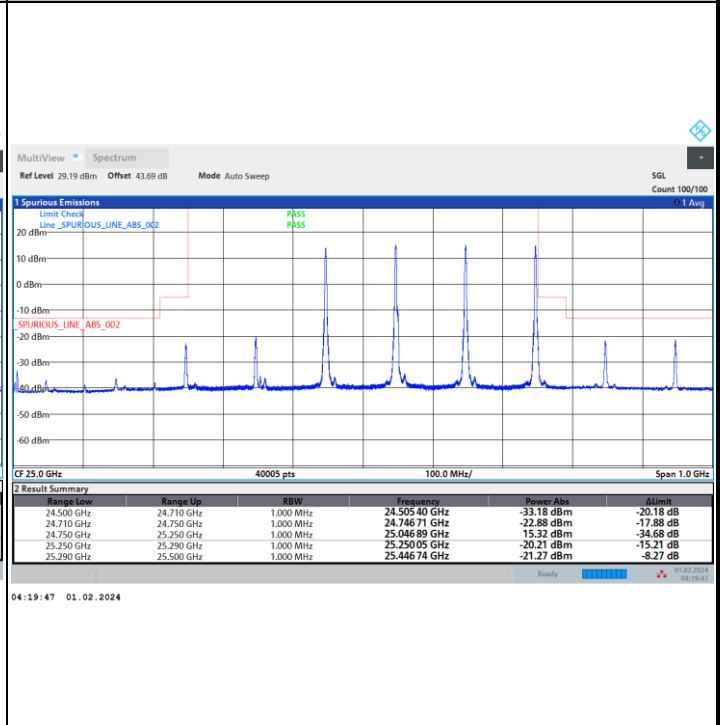 MultiView Spectrum
Ref Level 29.19 dBm Offset 43.69 dB Mode Auto Sweep SGL
Count 100/100
1 Spurious Emissions 1 Avg
Limit Check PASS
Line _SPURIOUS_LINE_ABS_002 PASS
20 dBm
10 dBm
0 dBm
-10 dBm
_SPURIOUS_LINE_ABS_002
-20 dBm
-30 dBm
-40 dBm
-50 dBm
-60 dBm
CF 25.0 GHz 40005 pts 100.0 MHz/ Span 1.0 GHz
2 Result Summary
Range Low Range Up RBW Frequency Power Abs ΔLimit
24.500 GHz 24.710 GHz 1.000 MHz 24.505 40 GHz -33.18 dBm -20.18 dB
24.710 GHz 24.750 GHz 1.000 MHz 24.746 71 GHz -22.88 dBm -17.88 dB
24.750 GHz 25.250 GHz 1.000 MHz 25.046 89 GHz 15.32 dBm -34.68 dB
25.250 GHz 25.290 GHz 1.000 MHz 25.250 05 GHz -20.21 dBm -15.21 dB
25.290 GHz 25.500 GHz 1.000 MHz 25.446 74 GHz -21.27 dBm -8.27 dB
Ready 01.02.2024
04:19:47
04:19:47 01.02.2024